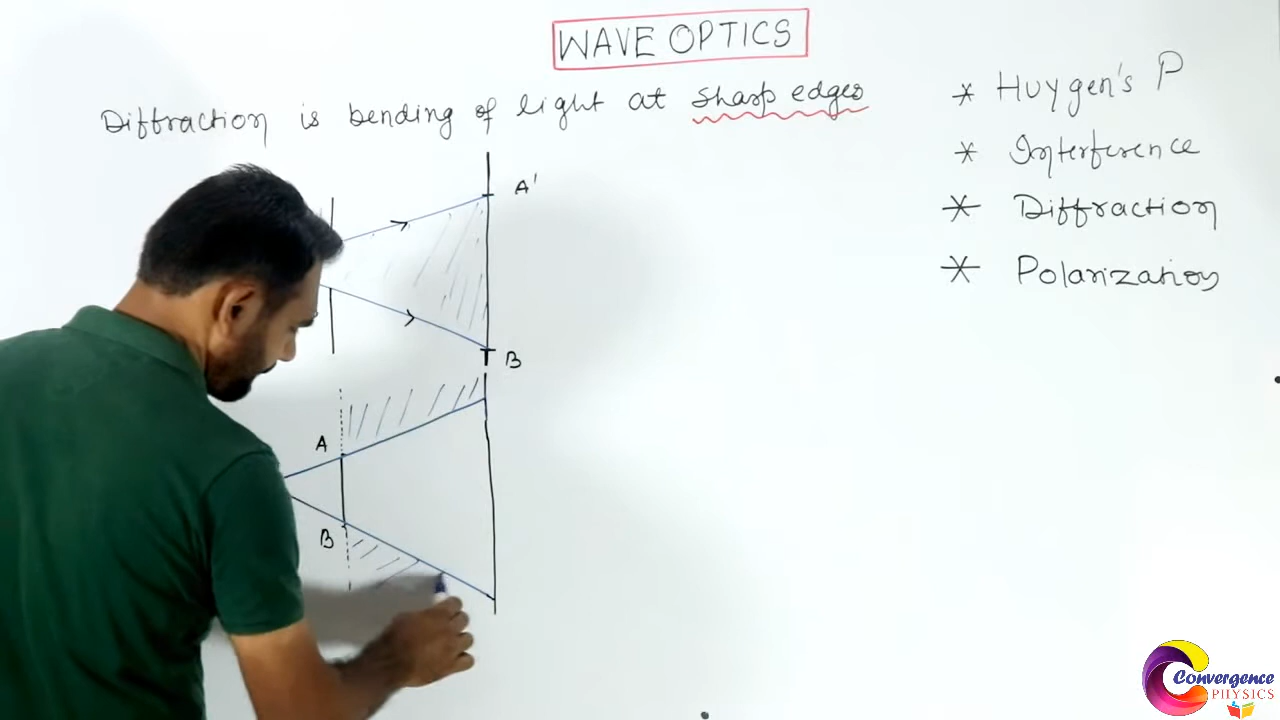 WAVE OPTICS
Diffraction is bending of light at sharp edges
* Huygen's P
* Interference
* Diffraction
* Polarization
A'
B
A
B
Convergence
PHYSICS